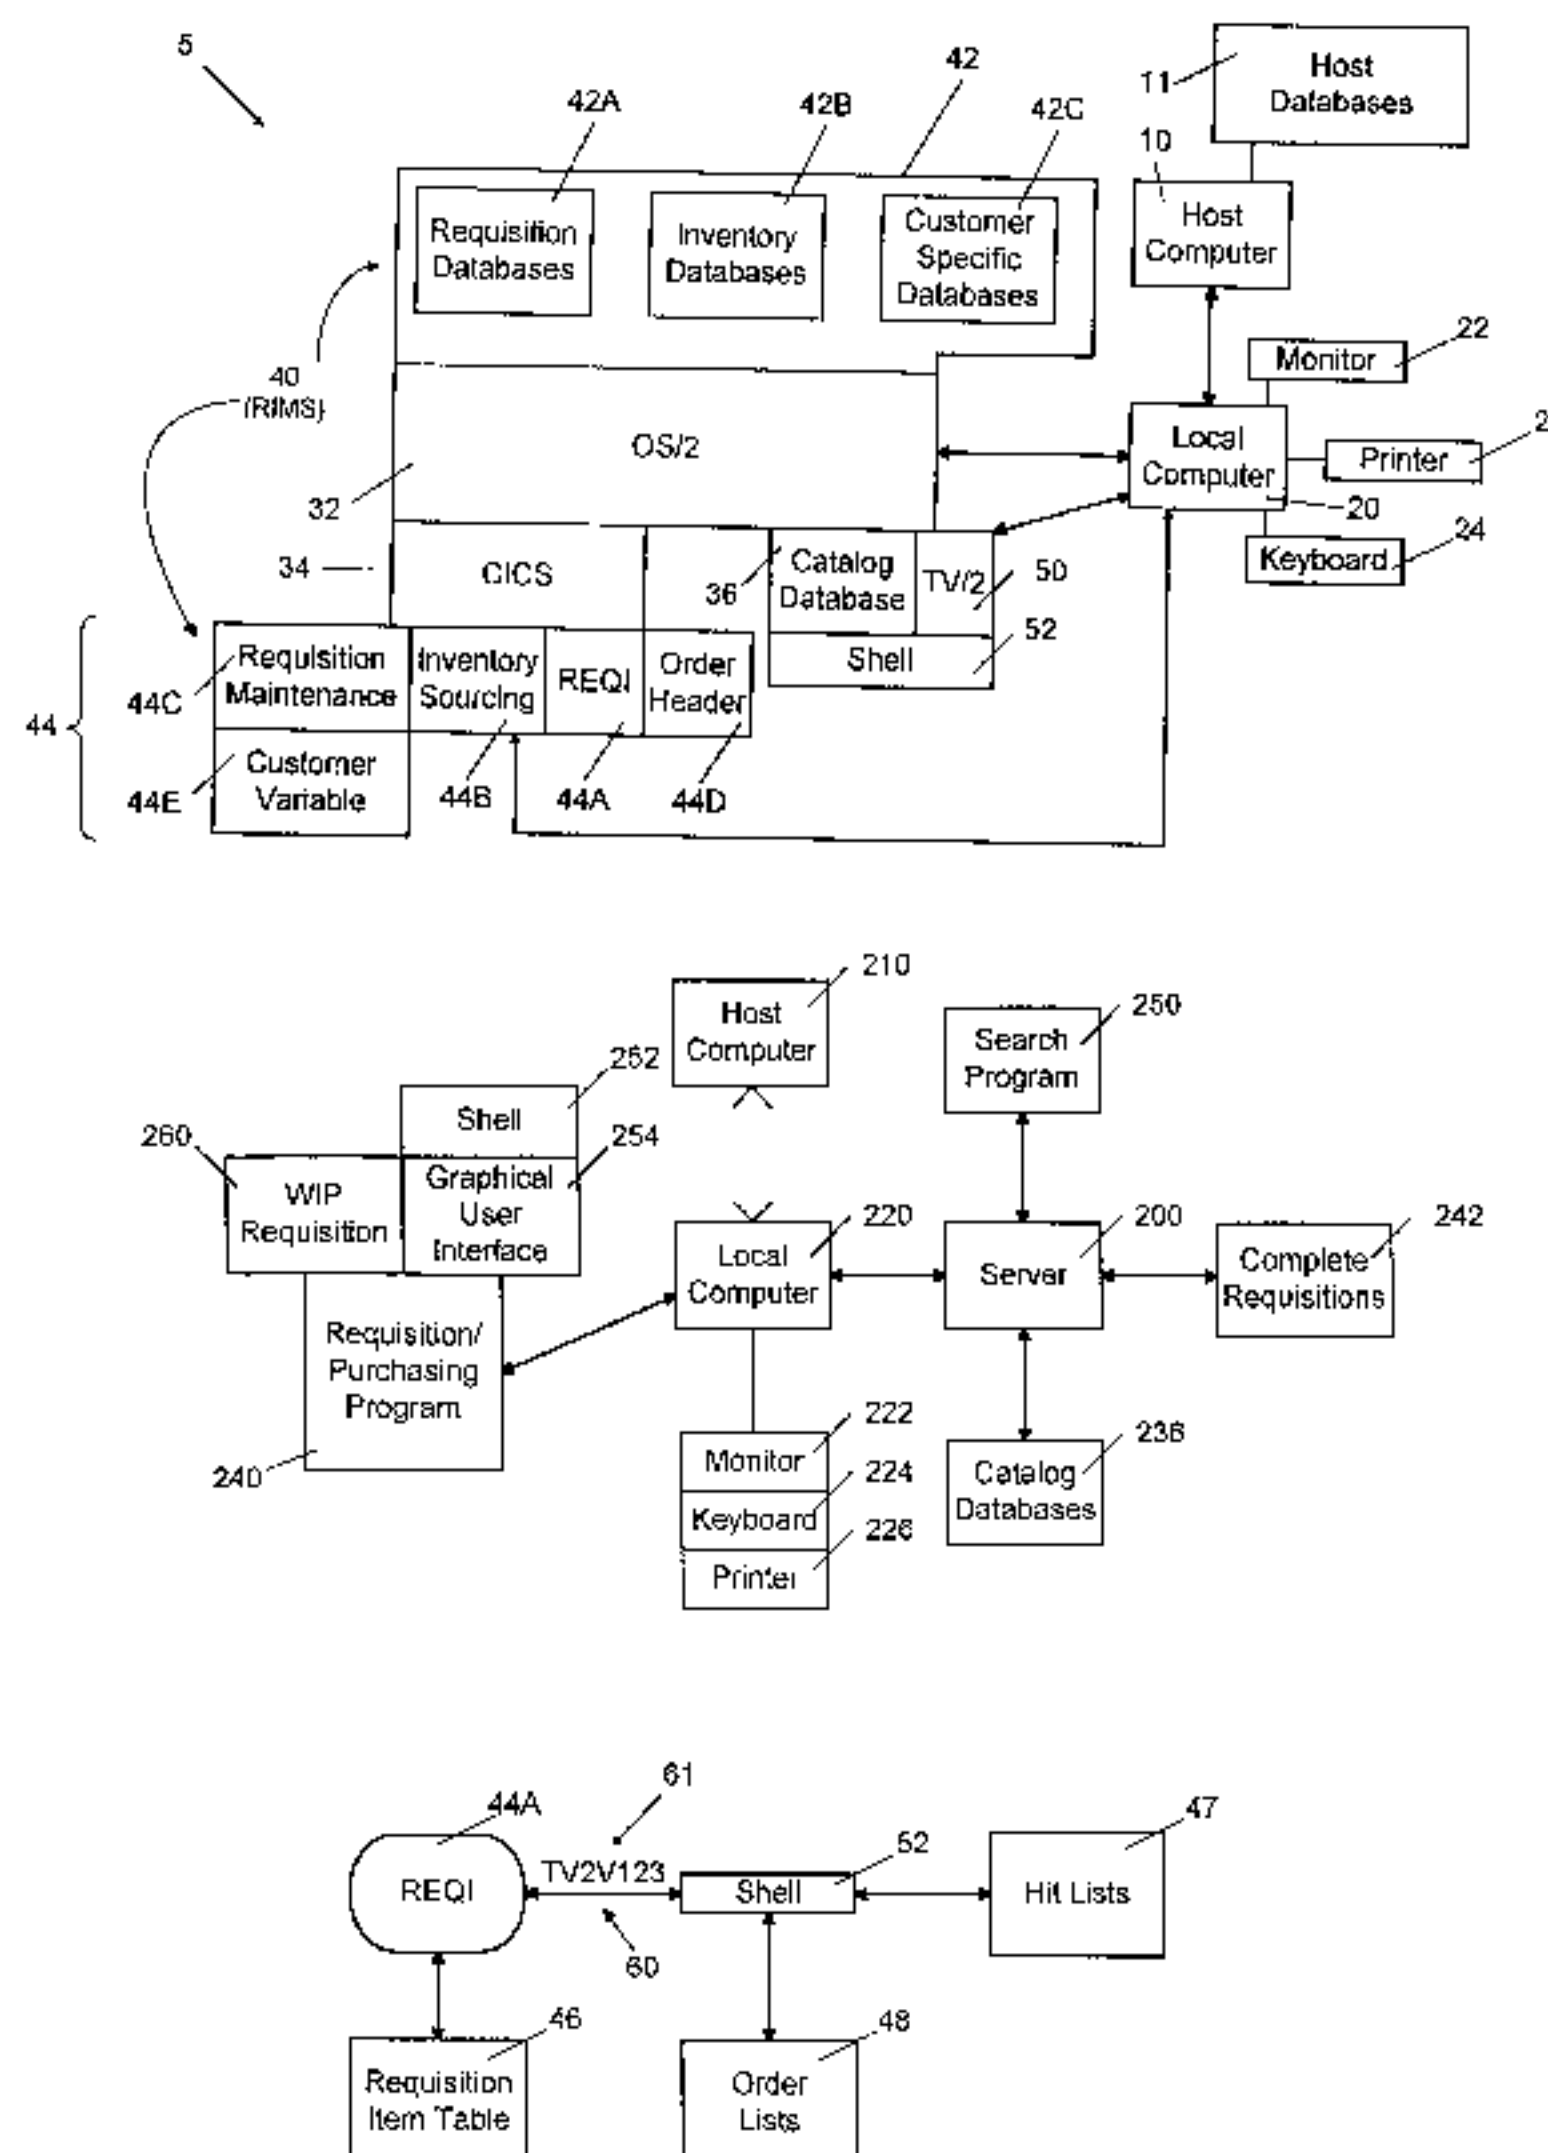 5
42
11
Host
Databases
42A
42B
42C
10
Requisition
Databases
Inventory
Databases
Customer
Specific
Databases
Host
Computer
22
Monitor
40
(RIMS)
OS/2
Local
Computer
2
Printer
32
20
24
Keyboard
34
CICS
36
Catalog
Database
TV/2
50
52
Shell
44
44C
Requisition
Maintenance
Inventory
Sourcing
REQI
Order
Header
44E
Customer
Variable
44B
44A
44D
210
Host
Computer
250
Search
Program
252
Shell
260
254
WIP
Requisition
Graphical
User
Interface
220
Local
Computer
200
Server
242
Complete
Requisitions
Requisition/
Purchasing
Program
240
222
Monitor
224
Keyboard
226
Printer
236
Catalog
Databases
61
44A
REQI
TV2V123
60
52
Shell
47
Hit Lists
46
Requisition
Item Table
48
Order
Lists